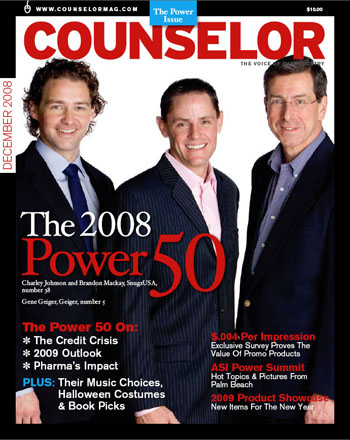 WWW.COUNSELORMAG.COM
The Power
Issue
$15.00
COUNSELOR
DECEMBER 2008
The 2008
Power 50
Charley Johnson and Brandon Mackay, SnugzUSA,
number 38
Gene Geiger, Geiger, number 5
The Power 50 On:
✻ The Credit Crisis
✻ 2009 Outlook
✻ Pharma's Impact
PLUS: Their Music Choices,
Halloween Costumes
& Book Picks
$.004 Per Impression
Exclusive Survey Proves The
Value Of Promo Products
ASI Power Summit
Hot Topics & Pictures From
Palm Beach
2009 Product Showcase
New Items For The New Year
THE VOICE OF